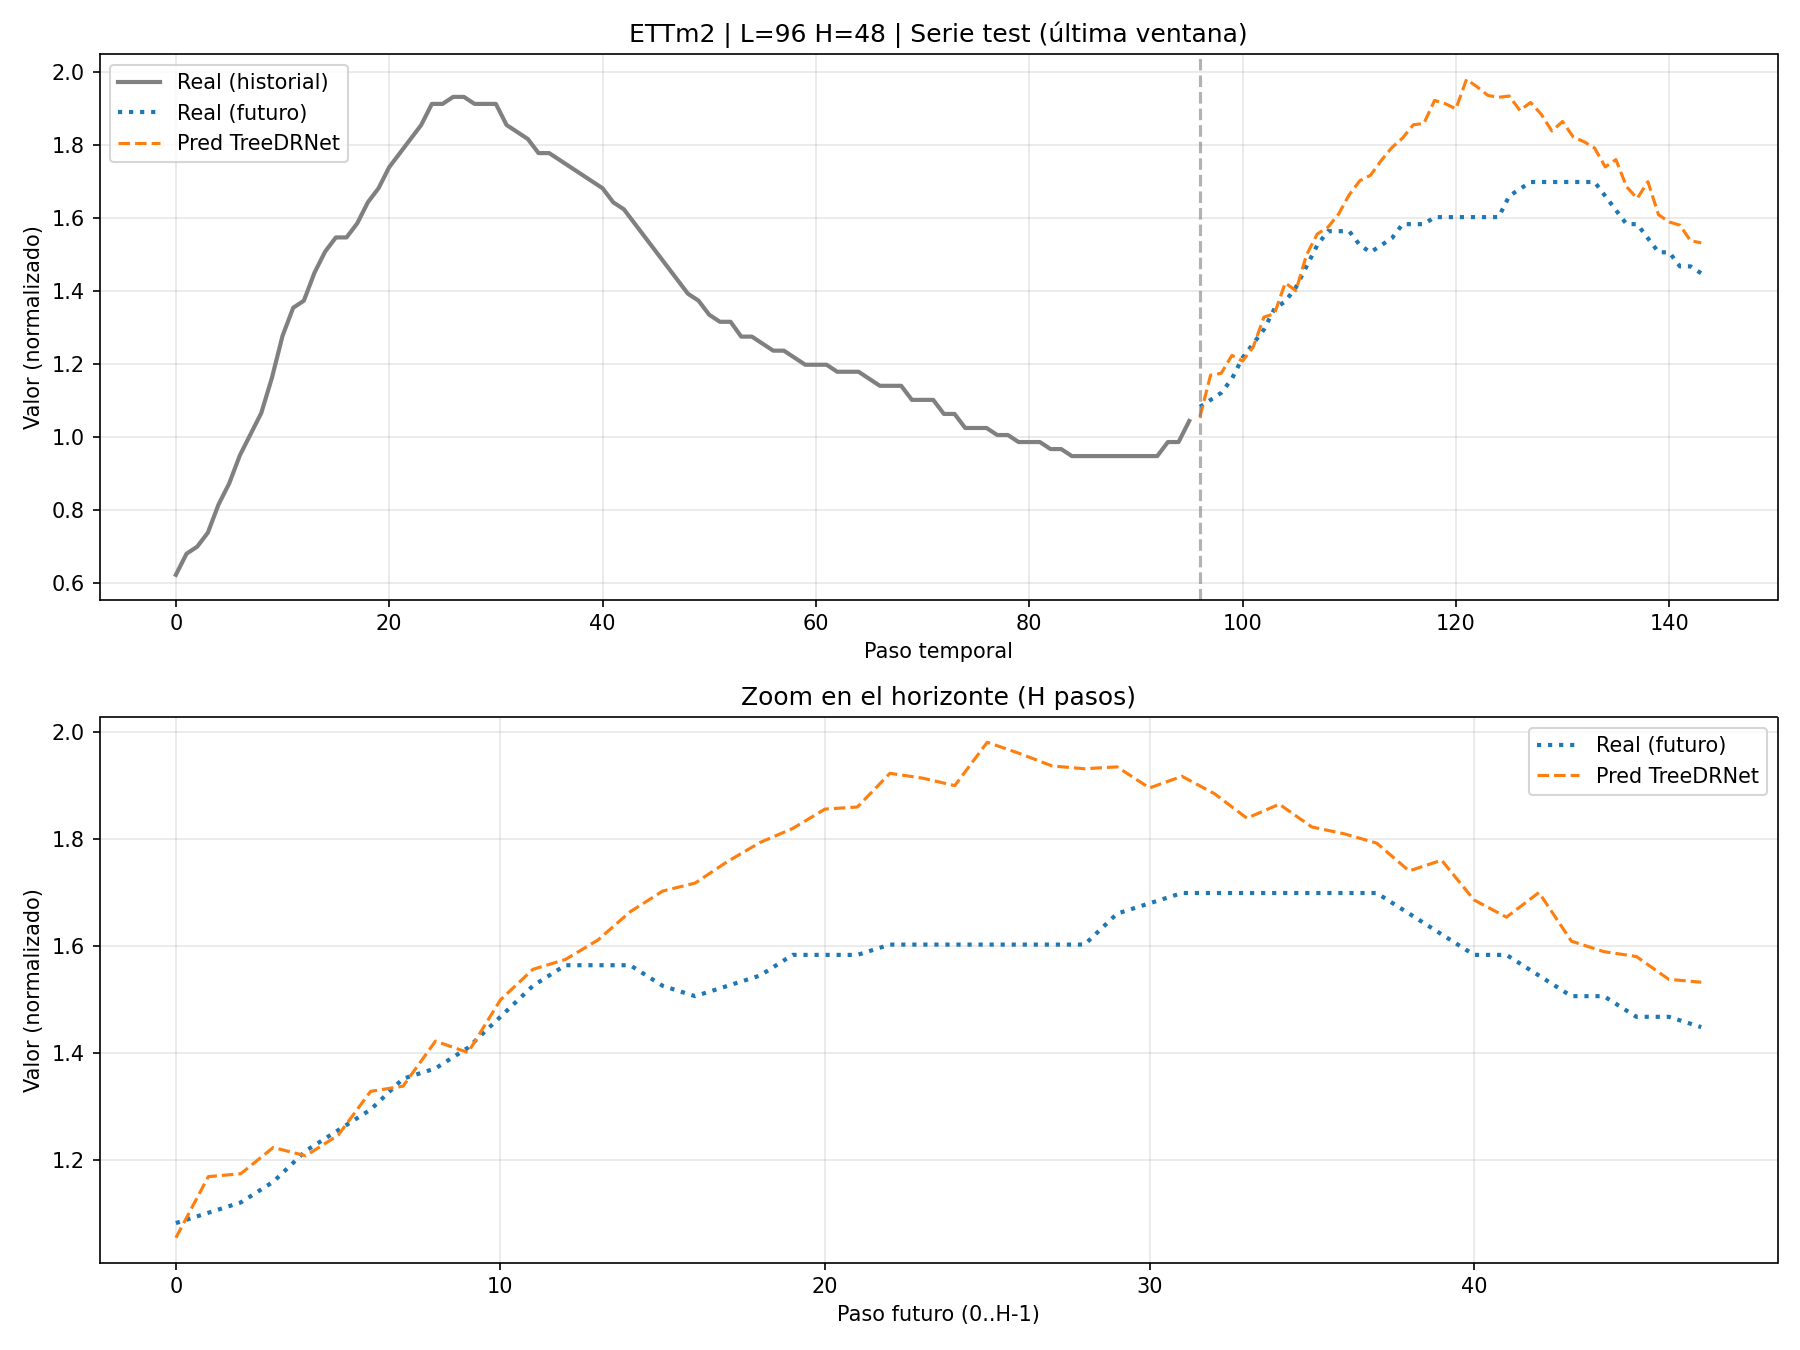 ETTm2 | L=96 H=48 | Serie test (última ventana)
Real (historial)
Real (futuro)
Pred TreeDRNet
Valor (normalizado)
2.0
1.8
1.6
1.4
1.2
1.0
0.8
0.6
0 20 40 60 80 100 120 140
Paso temporal
Zoom en el horizonte (H pasos)
Real (futuro)
Pred TreeDRNet
Valor (normalizado)
2.0
1.8
1.6
1.4
1.2
0 10 20 30 40
Paso futuro (0..H-1)